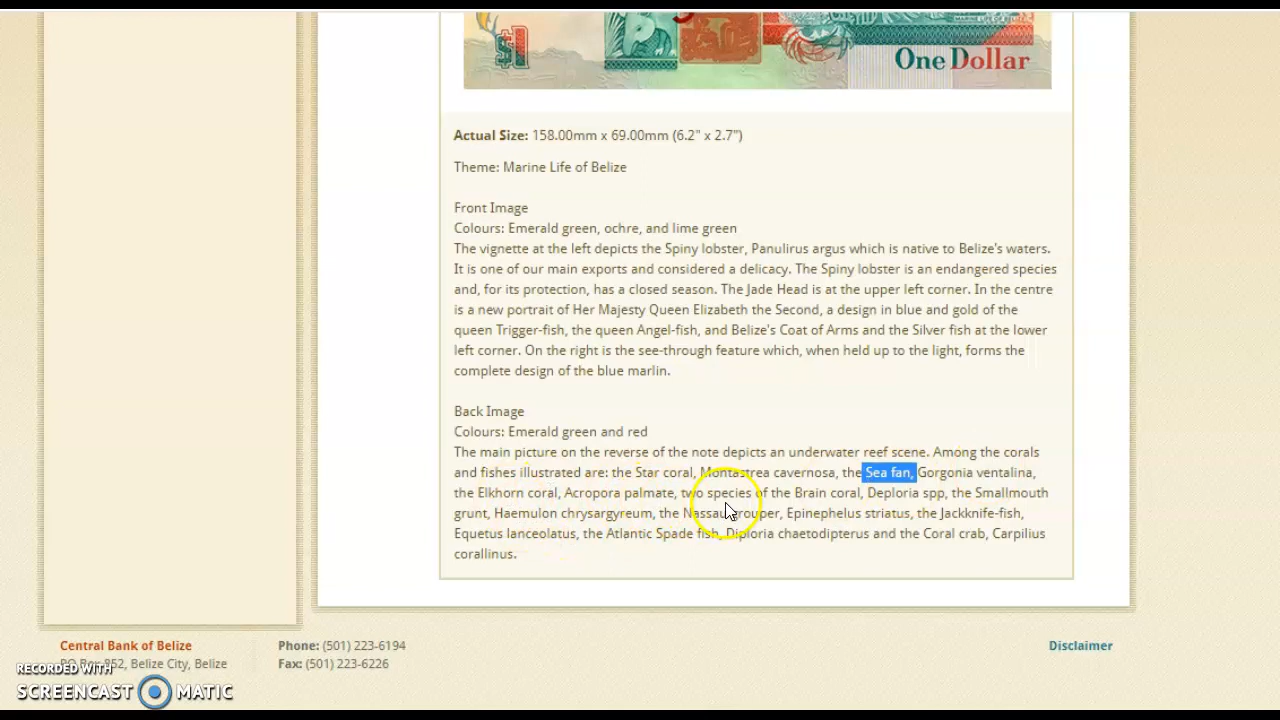 MARINE LIFE OF BELIZE
$1
One Dollar
Actual Size: 158.00mm x 69.00mm (6.2" x 2.7")
Theme: Marine Life of Belize
Front Image
Colours: Emerald green, ochre, and lime green
The vignette at the left depicts the Spiny lobster, Panulirus argus which is native to Belize's waters.
It is one of our main exports and considered a delicacy. The Spiny lobster is an endangered species
and, for its protection, has a closed season. The Jade Head is at the upper left corner. In the centre
is a new portrait of Her Majesty Queen Elizabeth the Second, a design in blue and gold of the
queen Trigger-fish, the queen Angel-fish, and Belize's Coat of Arms and the Silver fish at the lower
left corner. On the right is the see-through feature which, when held up to the light, forms the
complete design of the blue marlin.
Back Image
Colours: Emerald green and red
The main picture on the reverse of the note depicts an underwater reef scene. Among the corals
and fishes illustrated are: the Star coral, cavernosa, the Sea fan, Gorgonia ventalina,
the Elkhorn coral, Acropora palmate, two species of the Brain coral, Deploria spp, the Smallmouth
grunt, Haemulon chrysargyreum, the Nassau grouper, Epinephelus striatus, the Jackknife-fish,
Equetus lanceolatus, the Atlantic Spade fish, Diploria chaetodipterus and the Coral crab, Carpilius
corallinus.
Central Bank of Belize
PO Box 852, Belize City, Belize
Phone: (501) 223-6194
Fax: (501) 223-6226
Disclaimer
RECORDED WITH
SCREENCAST MATIC